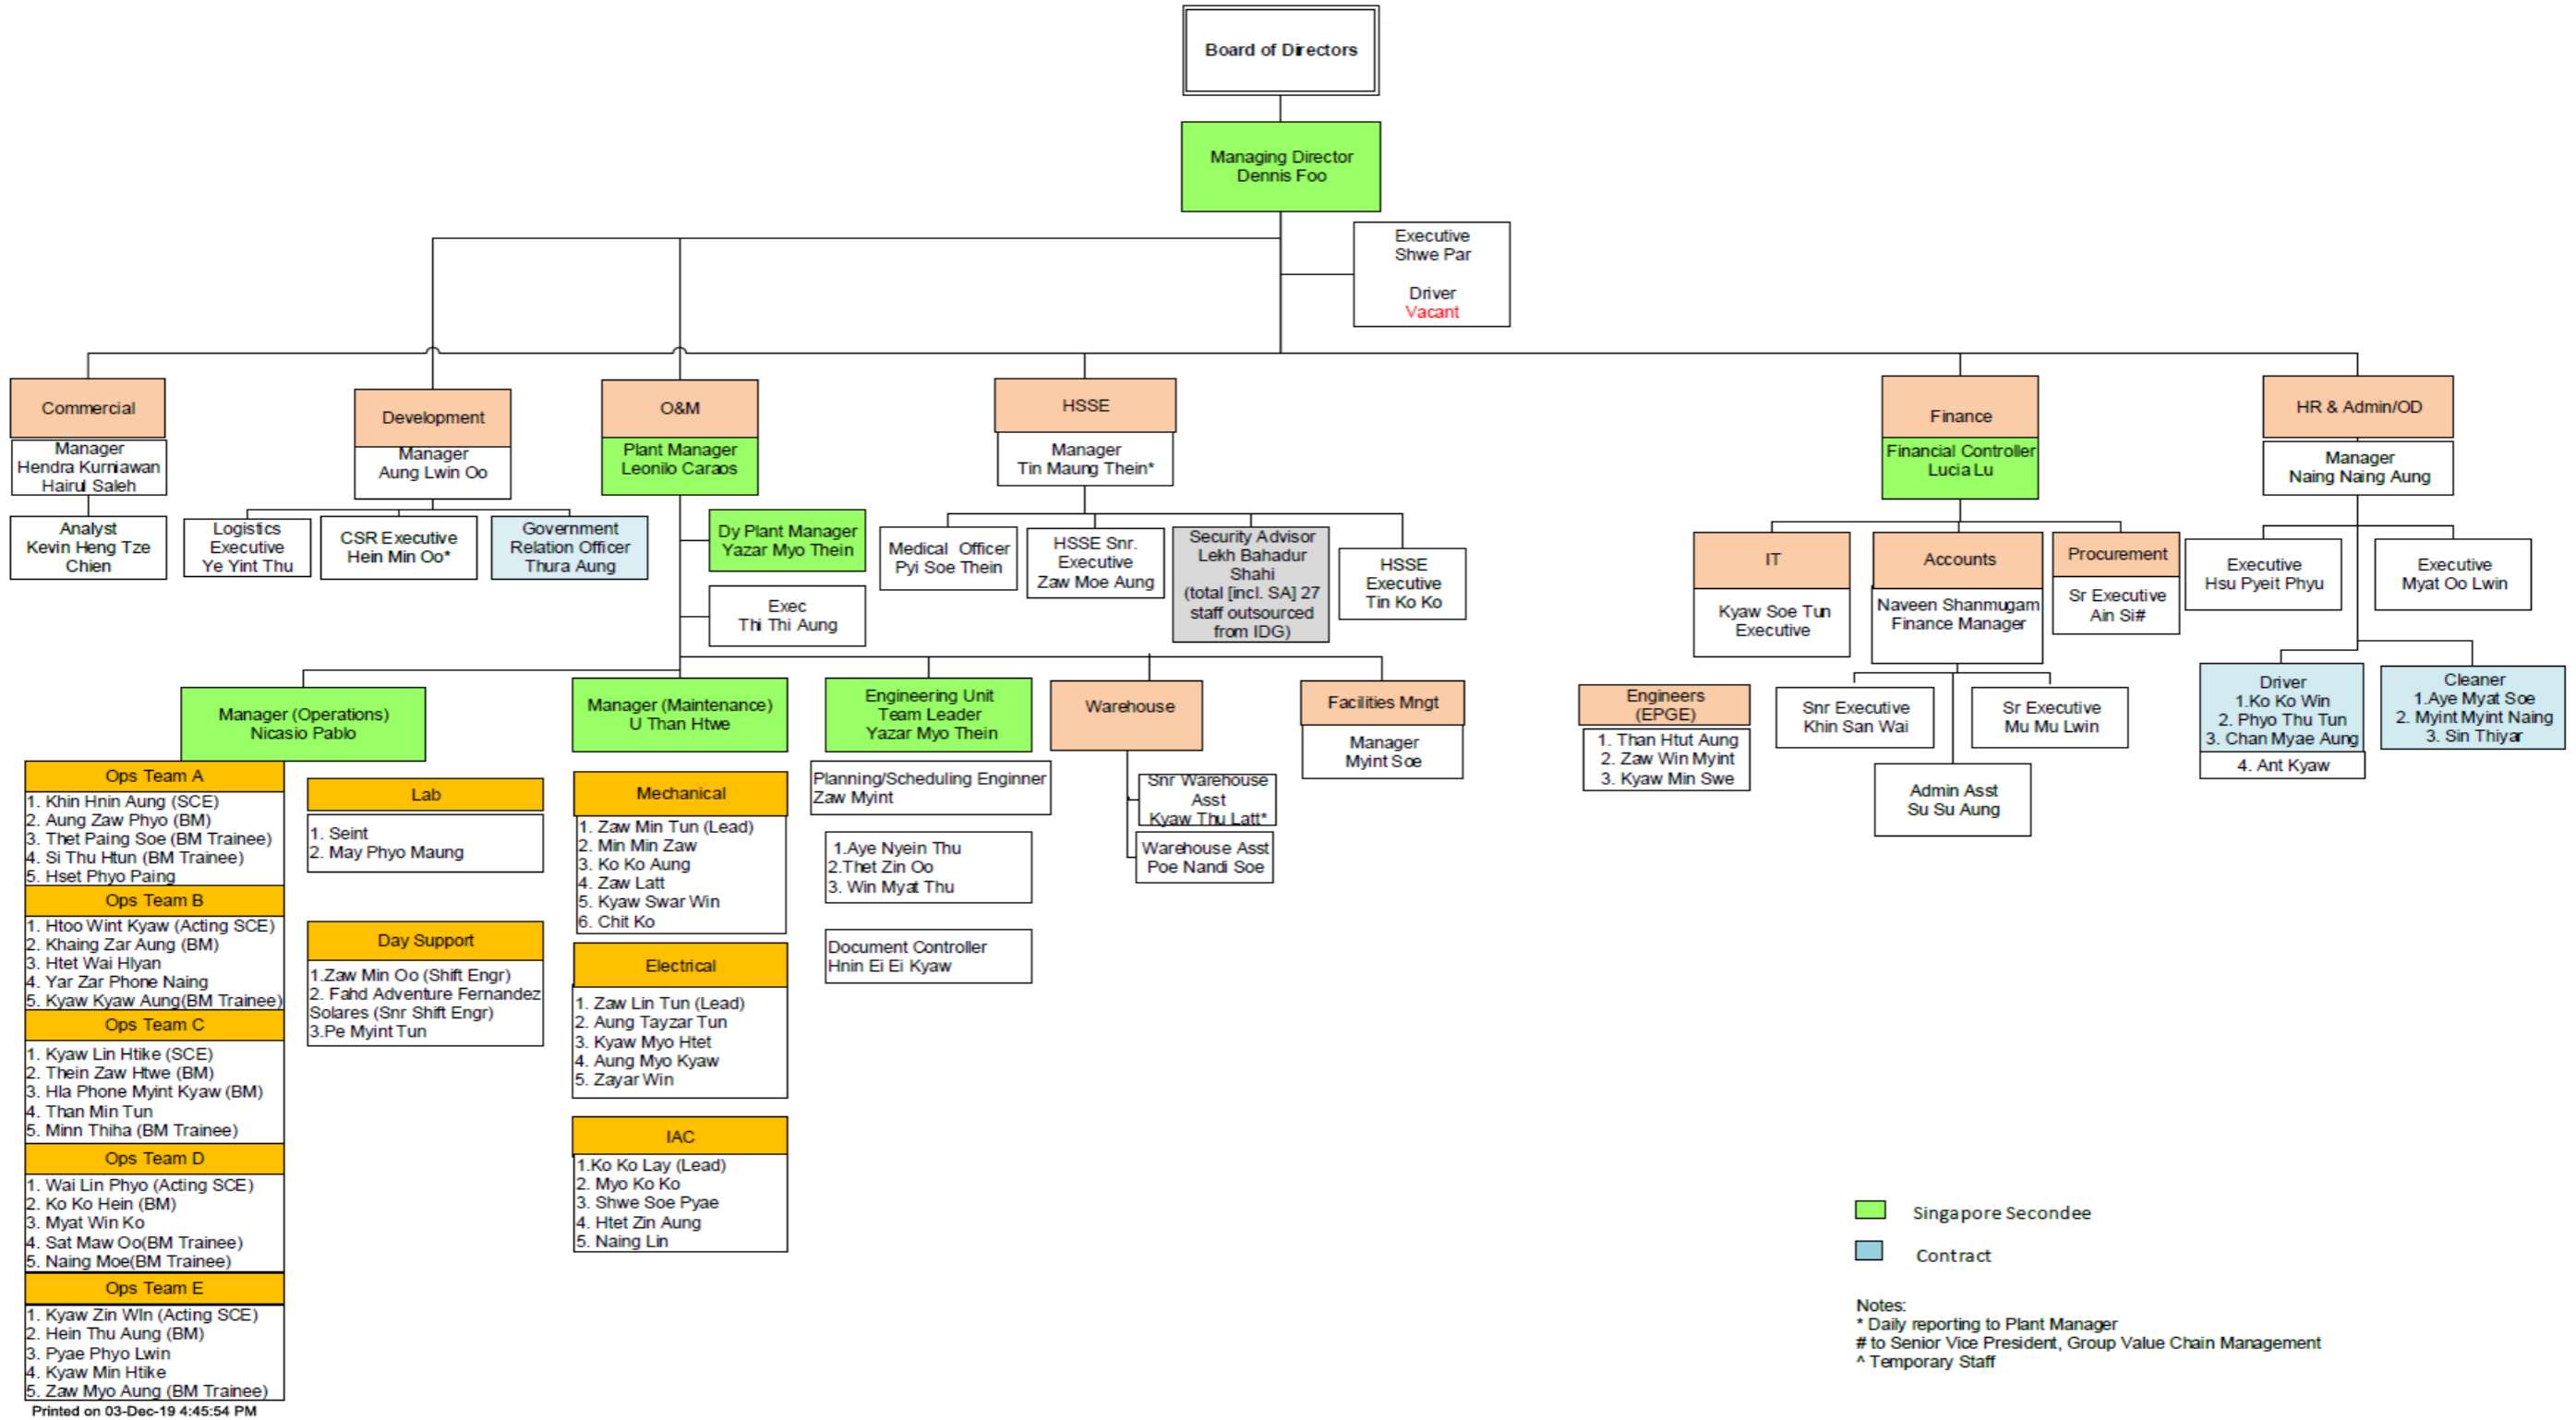 Board of Directors
Managing Director
Dennis Foo
Executive
Shwe Par
Driver
Vacant
Commercial
Manager
Hendra Kurniawan
Hairul Saleh
Analyst
Kevin Heng Tze
Chien
Development
Manager
Aung Lwin Oo
Logistics
Executive
Ye Yint Thu
CSR Executive
Hein Min Oo*
Government
Relation Officer
Thura Aung
O&M
Plant Manager
Leonilo Caraos
Dy Plant Manager
Yazar Myo Thein
Exec
Thi Thi Aung
HSSE
Manager
Tin Maung Thein*
Medical Officer
Pyi Soe Thein
HSSE Snr.
Executive
Zaw Moe Aung
Security Advisor
Lekh Bahadur
Shahi
(total [incl. SA] 27
staff outsourced
from IDG)
HSSE
Executive
Tin Ko Ko
Finance
Financial Controller
Lucia Lu
IT
Kyaw Soe Tun
Executive
Accounts
Naveen Shanmugam
Finance Manager
Procurement
Sr Executive
Ain Si#
Snr Executive
Khin San Wai
Sr Executive
Mu Mu Lwin
Admin Asst
Su Su Aung
HR & Admin/OD
Manager
Naing Naing Aung
Executive
Hsu Pyeit Phyu
Executive
Myat Oo Lwin
Driver
1.Ko Ko Win
2. Phyo Thu Tun
3. Chan Myae Aung
4. Ant Kyaw
Cleaner
1.Aye Myat Soe
2. Myint Myint Naing
3. Sin Thiyar
Manager (Operations)
Nicasio Pablo
Ops Team A
1. Khin Hnin Aung (SCE)
2. Aung Zaw Phyo (BM)
3. Thet Paing Soe (BM Trainee)
4. Si Thu Htun (BM Trainee)
5. Hset Phyo Paing
Ops Team B
1. Htoo Wint Kyaw (Acting SCE)
2. Khaing Zar Aung (BM)
3. Htet Wai Hlyan
4. Yar Zar Phone Naing
5. Kyaw Kyaw Aung(BM Trainee)
Ops Team C
1. Kyaw Lin Htike (SCE)
2. Thein Zaw Htwe (BM)
3. Hla Phone Myint Kyaw (BM)
4. Than Min Tun
5. Minn Thiha (BM Trainee)
Ops Team D
1. Wai Lin Phyo (Acting SCE)
2. Ko Ko Hein (BM)
3. Myat Win Ko
4. Sat Maw Oo(BM Trainee)
5. Naing Moe(BM Trainee)
Ops Team E
1. Kyaw Zin WIn (Acting SCE)
2. Hein Thu Aung (BM)
3. Pyae Phyo Lwin
4. Kyaw Min Htike
5. Zaw Myo Aung (BM Trainee)
Lab
1. Seint
2. May Phyo Maung
Day Support
1.Zaw Min Oo (Shift Engr)
2. Fahd Adventure Fernandez
Solares (Snr Shift Engr)
3.Pe Myint Tun
Manager (Maintenance)
U Than Htwe
Mechanical
1. Zaw Min Tun (Lead)
2. Min Min Zaw
3. Ko Ko Aung
4. Zaw Latt
5. Kyaw Swar Win
6. Chit Ko
Electrical
1. Zaw Lin Tun (Lead)
2. Aung Tayzar Tun
3. Kyaw Myo Htet
4. Aung Myo Kyaw
5. Zayar Win
IAC
1.Ko Ko Lay (Lead)
2. Myo Ko Ko
3. Shwe Soe Pyae
4. Htet Zin Aung
5. Naing Lin
Engineering Unit
Team Leader
Yazar Myo Thein
Planning/Scheduling Enginner
Zaw Myint
1.Aye Nyein Thu
2.Thet Zin Oo
3. Win Myat Thu
Document Controller
Hnin Ei Ei Kyaw
Warehouse
Snr Warehouse
Asst
Kyaw Thu Latt*
Warehouse Asst
Poe Nandi Soe
Facilities Mngt
Manager
Myint Soe
Engineers
(EPGE)
1. Than Htut Aung
2. Zaw Win Myint
3. Kyaw Min Swe
Singapore Secondee
Contract
Notes:
* Daily reporting to Plant Manager
# to Senior Vice President, Group Value Chain Management
^ Temporary Staff
Printed on 03-Dec-19 4:45:54 PM